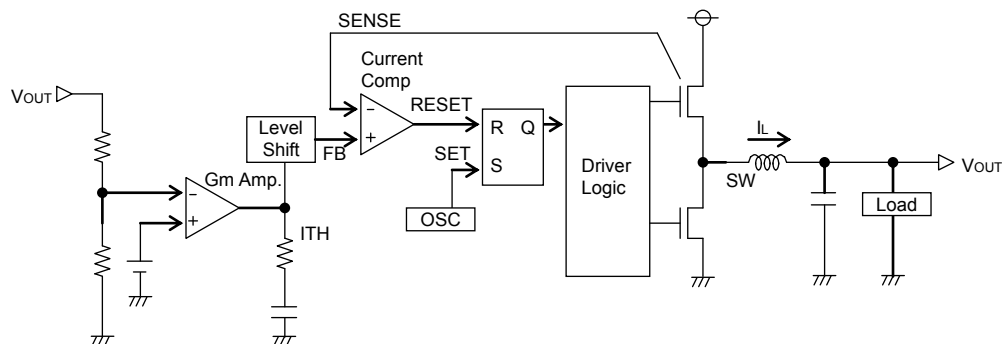 SENSE
Current
Comp
VOUT
RESET
Level
Shift
R Q
IL
FB
SET
S
Driver
Logic
SW
VOUT
Gm Amp.
OSC
Load
ITH